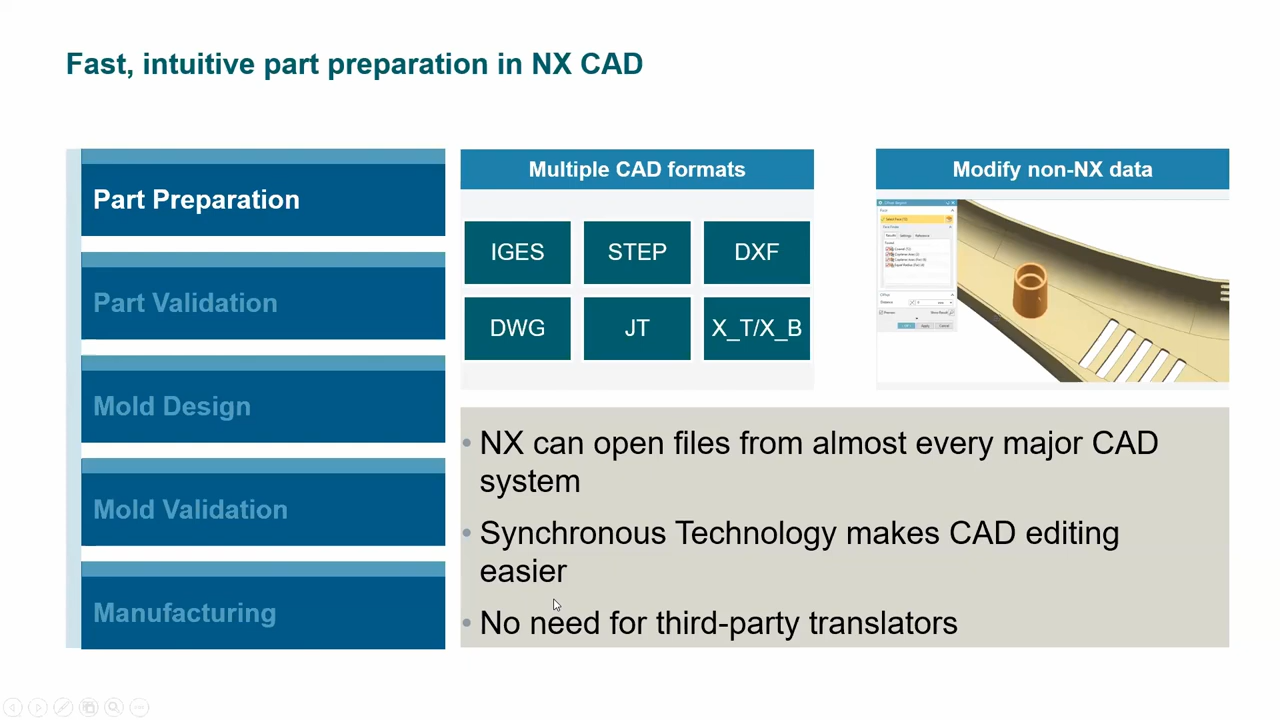 Fast, intuitive part preparation in NX CAD
Part Preparation
Part Validation
Mold Design
Mold Validation
Manufacturing
Multiple CAD formats
IGES
STEP
DXF
DWG
JT
X_T/X_B
Modify non-NX data
• NX can open files from almost every major CAD
system
• Synchronous Technology makes CAD editing
easier
• No need for third-party translators